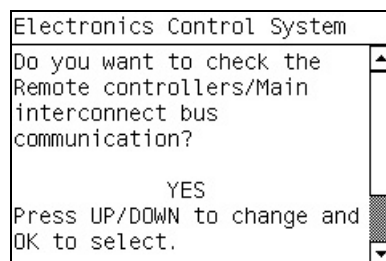 Electronics Control System
Do you want to check the
Remote controllers/Main
interconnect bus
communication?
YES
Press UP/DOWN to change and
OK to select.